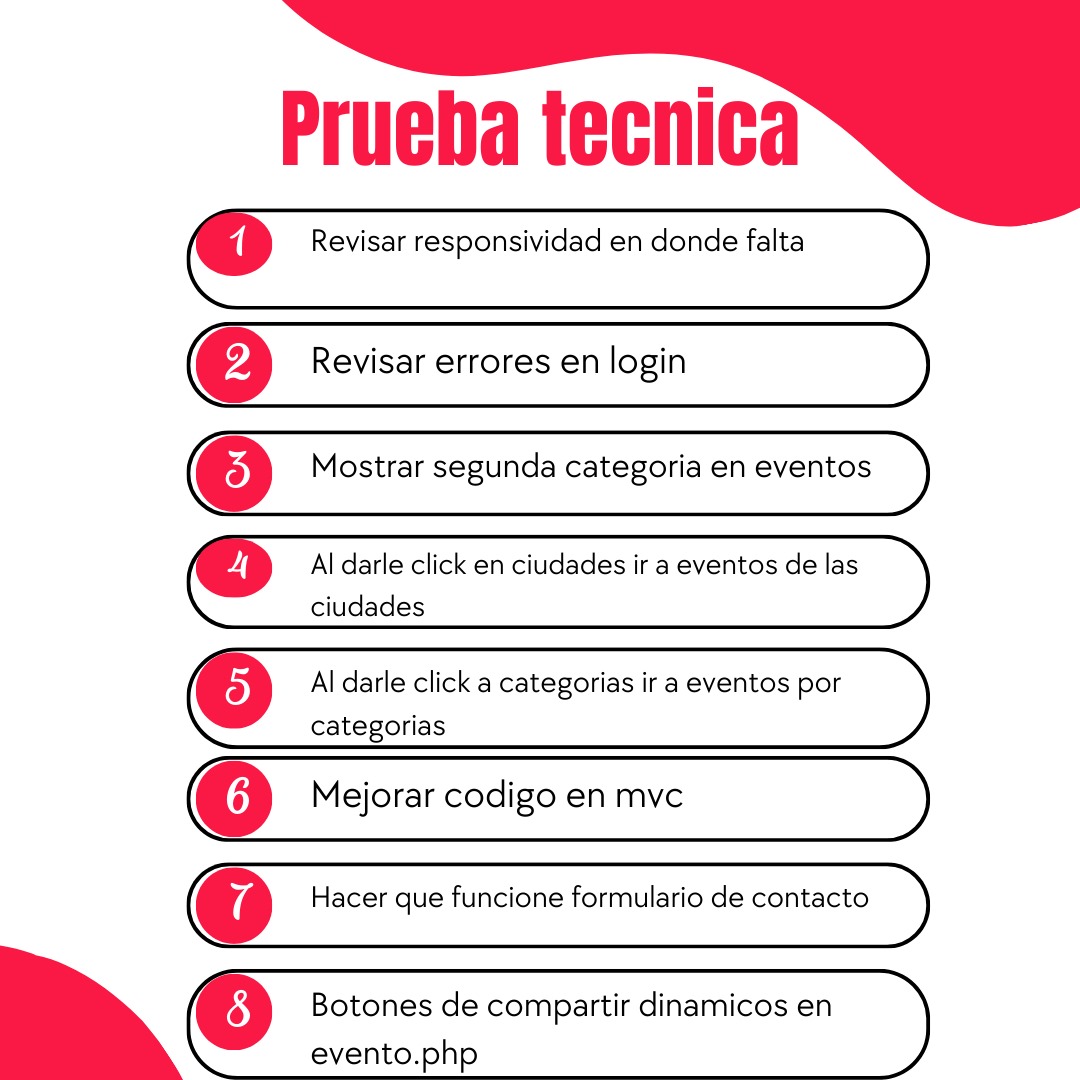 Prueba tecnica
1 Revisar responsividad en donde falta
2 Revisar errores en login
3 Mostrar segunda categoria en eventos
4 Al darle click en ciudades ir a eventos de las
ciudades
5 Al darle click a categorias ir a eventos por
categorias
6 Mejorar codigo en mvc
7 Hacer que funcione formulario de contacto
8 Botones de compartir dinamicos en
evento.php